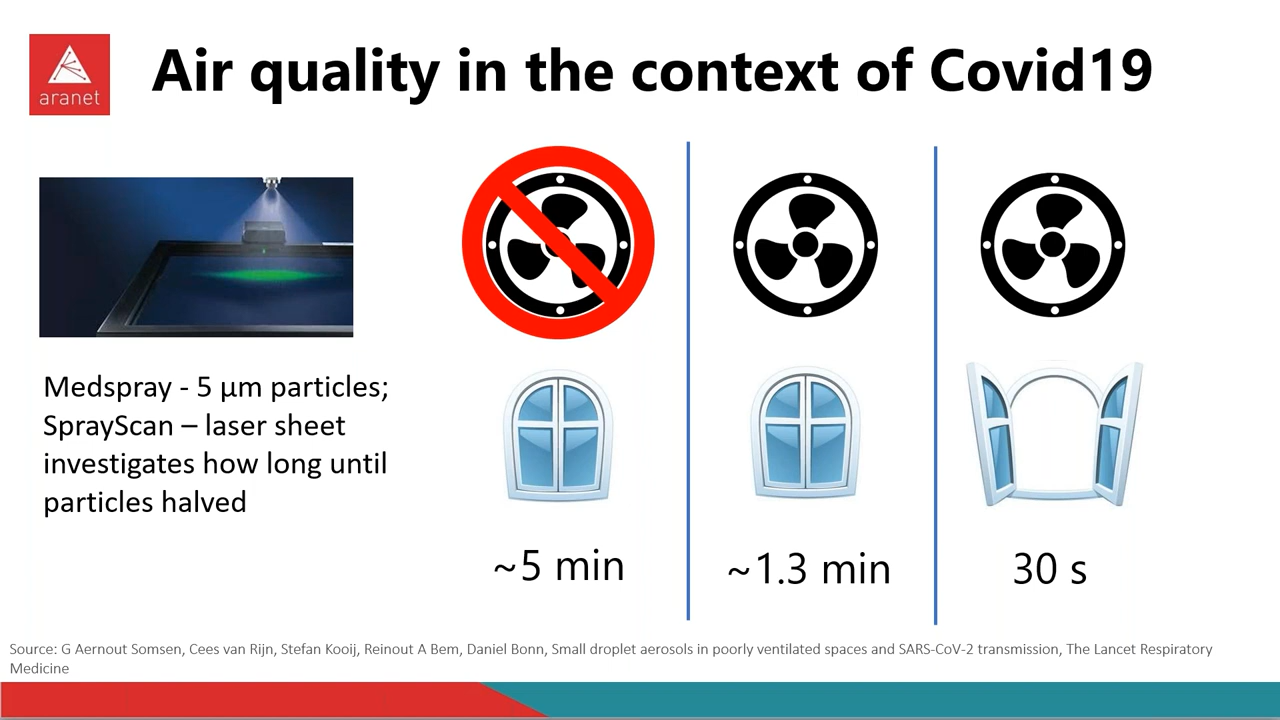 aranet
Air quality in the context of Covid19
Medspray - 5 µm particles;
SprayScan – laser sheet
investigates how long until
particles halved
~5 min
~1.3 min
30 s
Source: G Aernout Somsen, Cees van Rijn, Stefan Kooij, Reinout A Bem, Daniel Bonn, Small droplet aerosols in poorly ventilated spaces and SARS-CoV-2 transmission, The Lancet Respiratory
Medicine